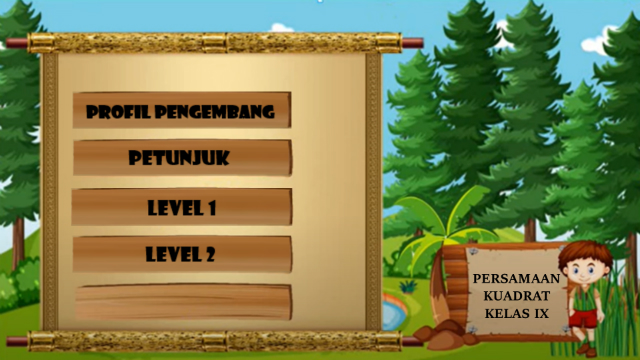 PROFIL PENGEMBANG
PETUNJUK
LEVEL 1
LEVEL 2
PERSAMAAN
KUADRAT
KELAS IX